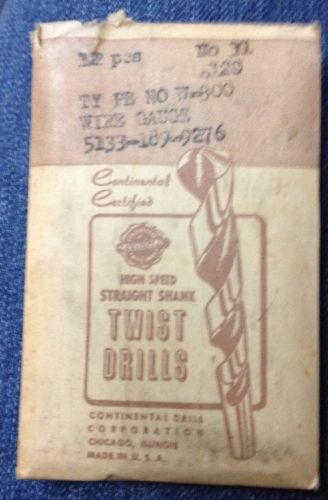 12 pcs No 31
.120
TY PE NO W-800
WIRE GAUGE
5133-189-9276
Continental
Certified
HIGH SPEED
STRAIGHT SHANK
TWIST
DRILLS
CONTINENTAL DRILL
CORPORATION
CHICAGO, ILLINOIS
MADE IN U. S. A.